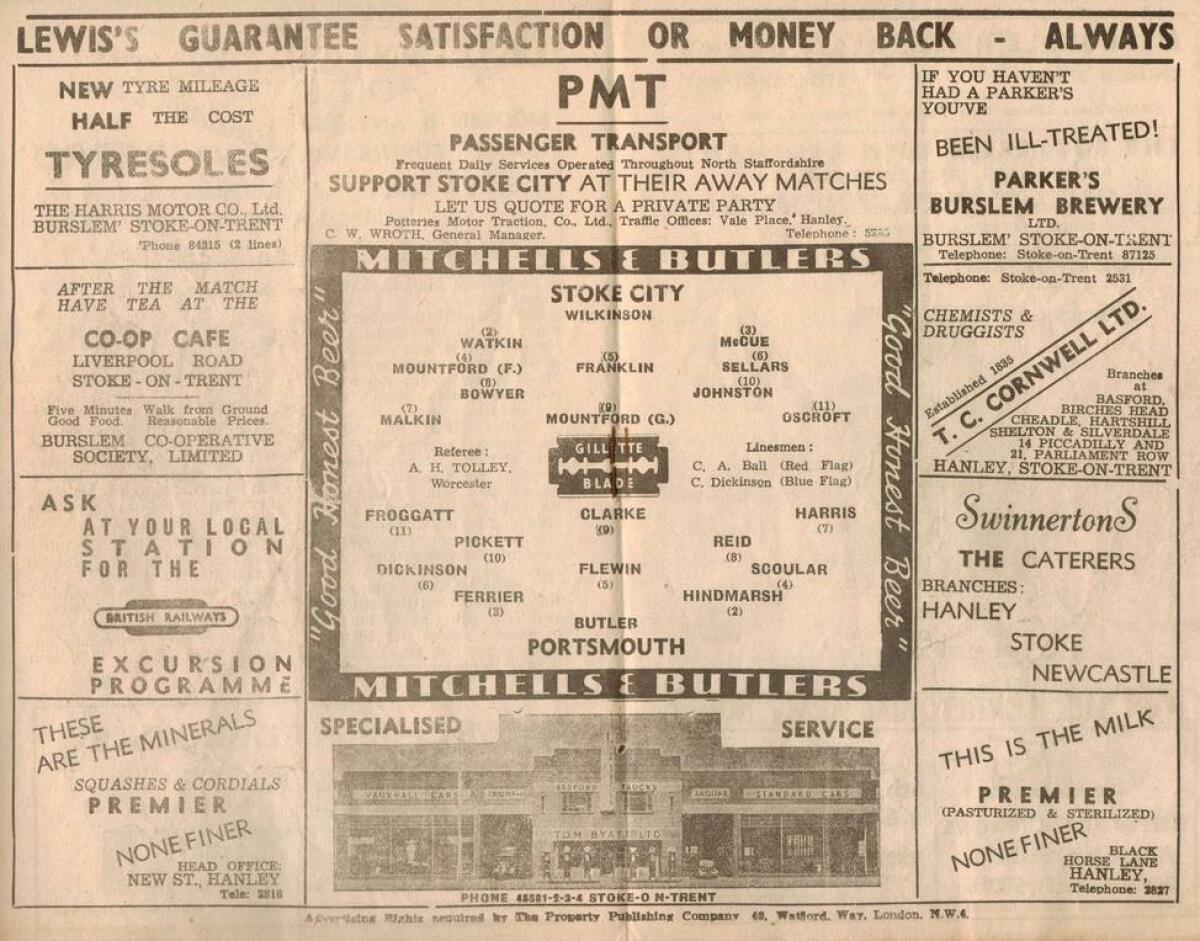 LEWIS'S GUARANTEE SATISFACTION OR MONEY BACK - ALWAYS
NEW TYRE MILEAGE
HALF THE COST
TYRESOLES
THE HARRIS MOTOR CO., Ltd.
BURSLEM' STOKE-ON-TRENT
'Phone 84315 (2 lines)
AFTER THE MATCH
HAVE TEA AT THE
CO-OP CAFE
LIVERPOOL ROAD
STOKE-ON-TRENT
Five Minutes Walk from Ground
Good Food. Reasonable Prices.
BURSLEM CO-OPERATIVE
SOCIETY, LIMITED
ASK
AT YOUR LOCAL
STATION
FOR THE
BRITISH RAILWAYS
EXCURSION
PROGRAMME
THESE
ARE THE MINERALS
SQUASHES & CORDIALS
PREMIER
NONE FINER
HEAD OFFICE:
NEW ST., HANLEY
Tele: 2816
PMT
PASSENGER TRANSPORT
Frequent Daily Services Operated Throughout North Staffordshire
SUPPORT STOKE CITY AT THEIR AWAY MATCHES
LET US QUOTE FOR A PRIVATE PARTY
Potteries Motor Traction, Co., Ltd., Traffic Offices: Vale Place,' Hanley.
C. W. WROTH, General Manager. Telephone:
MITCHELLS & BUTLERS
"Good Honest Beer"
STOKE CITY
WILKINSON
(2) (3)
WATKIN McCUE
(4) (5) (6)
MOUNTFORD (F.) FRANKLIN SELLARS
(8) (10)
BOWYER JOHNSTON
(7) (9) (11)
MALKIN MOUNTFORD (G.) OSCROFT
Referee:
A. H. TOLLEY,
Worcester
GILLETTE
BLADE
Linesmen:
C. A. Ball (Red Flag)
C. Dickinson (Blue Flag)
FROGGATT CLARKE HARRIS
(11) (9) (7)
PICKETT REID
(10) (8)
DICKINSON FLEWIN SCOULAR
(6) (5) (4)
FERRIER HINDMARSH
(3) (2)
BUTLER
PORTSMOUTH
"Good Honest Beer"
MITCHELLS & BUTLERS
SPECIALISED SERVICE
VAUXHALL CARS TRIUMPH BEDFORD TRUCKS JAGUAR STANDARD CARS
TOM BYATT LTD
PHONE 48581-2-3-4 STOKE-O N-TRENT
IF YOU HAVEN'T
HAD A PARKER'S
YOU'VE
BEEN ILL-TREATED!
PARKER'S
BURSLEM BREWERY
LTD.
BURSLEM' STOKE-ON-TRENT
Telephone: Stoke-on-Trent 87125
Telephone: Stoke-on-Trent 2531
CHEMISTS &
DRUGGISTS
Established 1835
T. C. CORNWELL LTD.
Branches
at
BASFORD,
BIRCHES HEAD
CHEADLE, HARTSHILL
SHELTON & SILVERDALE
14 PICCADILLY AND
21, PARLIAMENT ROW
HANLEY, STOKE-ON-TRENT
SwinnertonS
THE CATERERS
BRANCHES:
HANLEY
STOKE
NEWCASTLE
THIS IS THE MILK
PREMIER
(PASTURIZED & STERILIZED)
NONE FINER
BLACK
HORSE LANE
HANLEY,
Telephone: 2827
Advertising Rights required by The Property Publishing Company 62, Watford. Way, London, N.W.4.